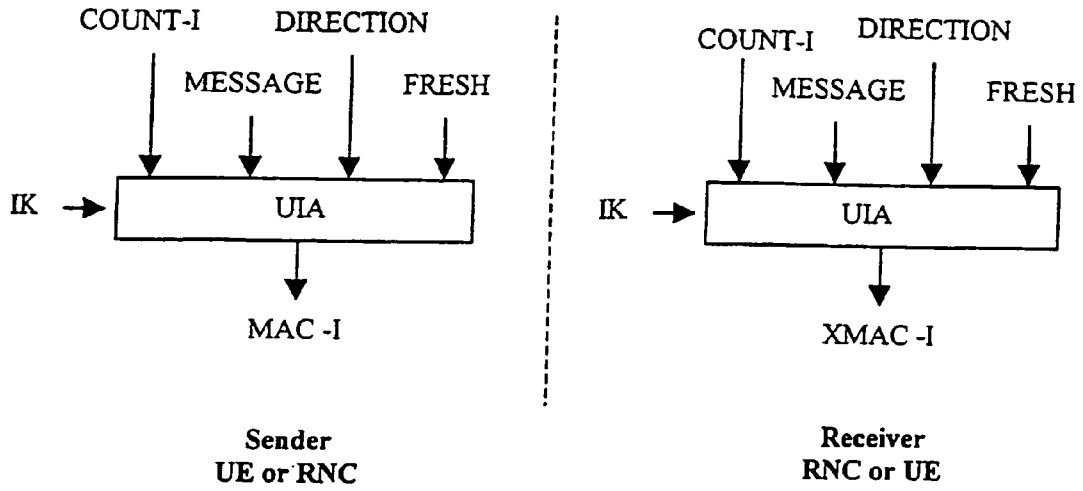 COUNT-I DIRECTION
MESSAGE FRESH
IK UIA
MAC -I
Sender
UE or RNC
COUNT-I DIRECTION
MESSAGE FRESH
IK UIA
XMAC -I
Receiver
RNC or UE